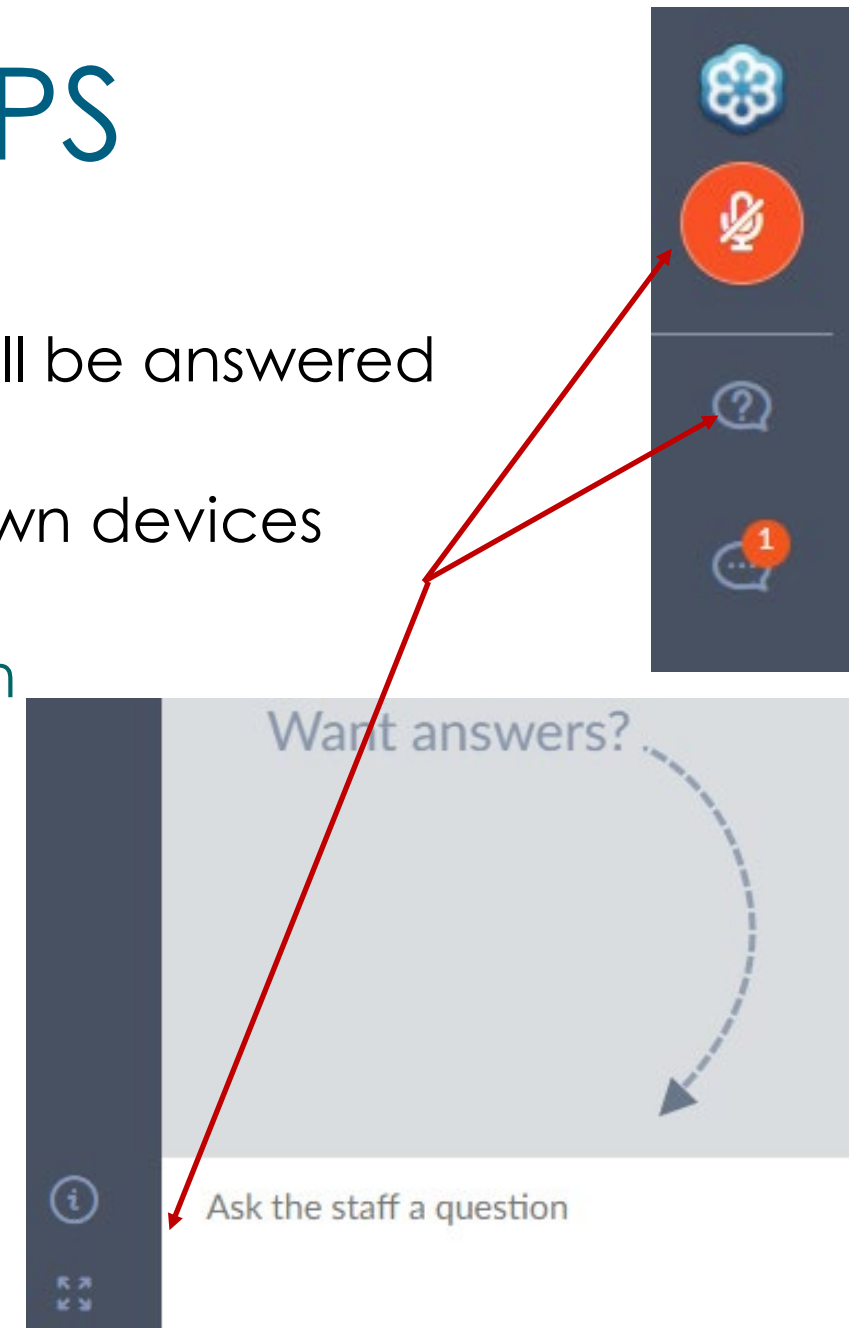 PS
ll be answered
wn devices
n
1
Want answers?
Ask the staff a question